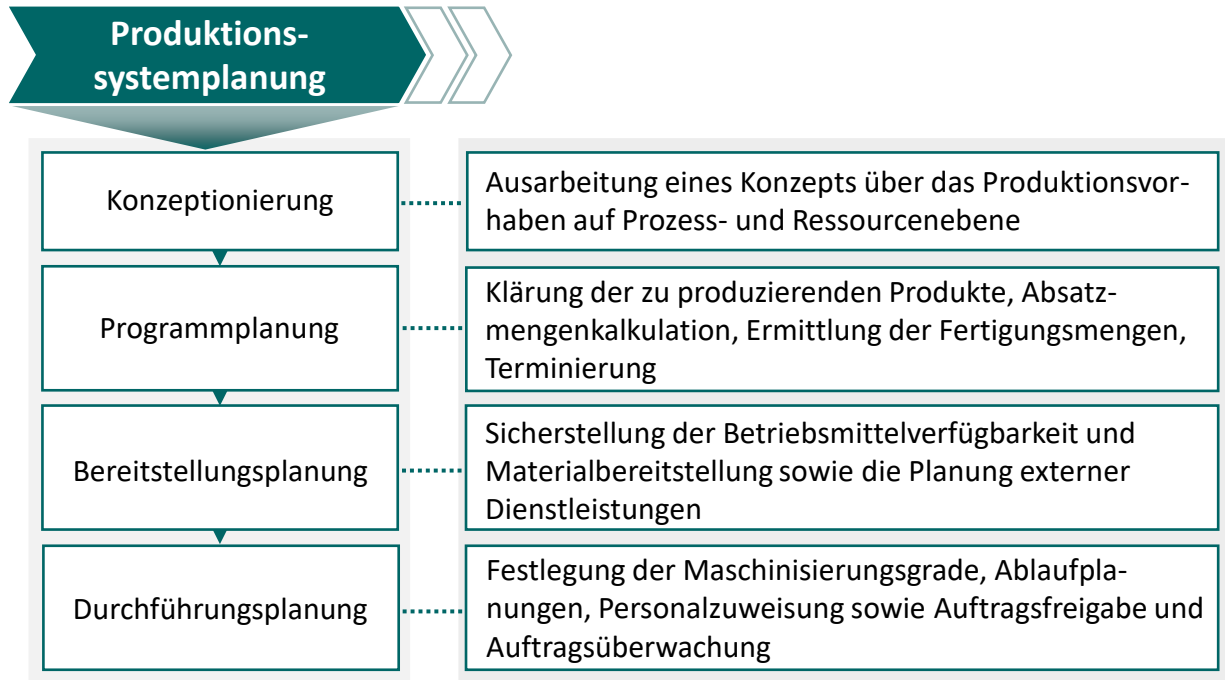 Produktions-
systemplanung
Konzeptionierung
Ausarbeitung eines Konzepts über das Produktionsvor-
haben auf Prozess- und Ressourcenebene
Programmplanung
Klärung der zu produzierenden Produkte, Absatz-
mengenkalkulation, Ermittlung der Fertigungsmengen,
Terminierung
Bereitstellungsplanung
Sicherstellung der Betriebsmittelverfügbarkeit und
Materialbereitstellung sowie die Planung externer
Dienstleistungen
Durchführungsplanung
Festlegung der Maschinisierungsgrade, Ablaufpla-
nungen, Personalzuweisung sowie Auftragsfreigabe und
Auftragsüberwachung